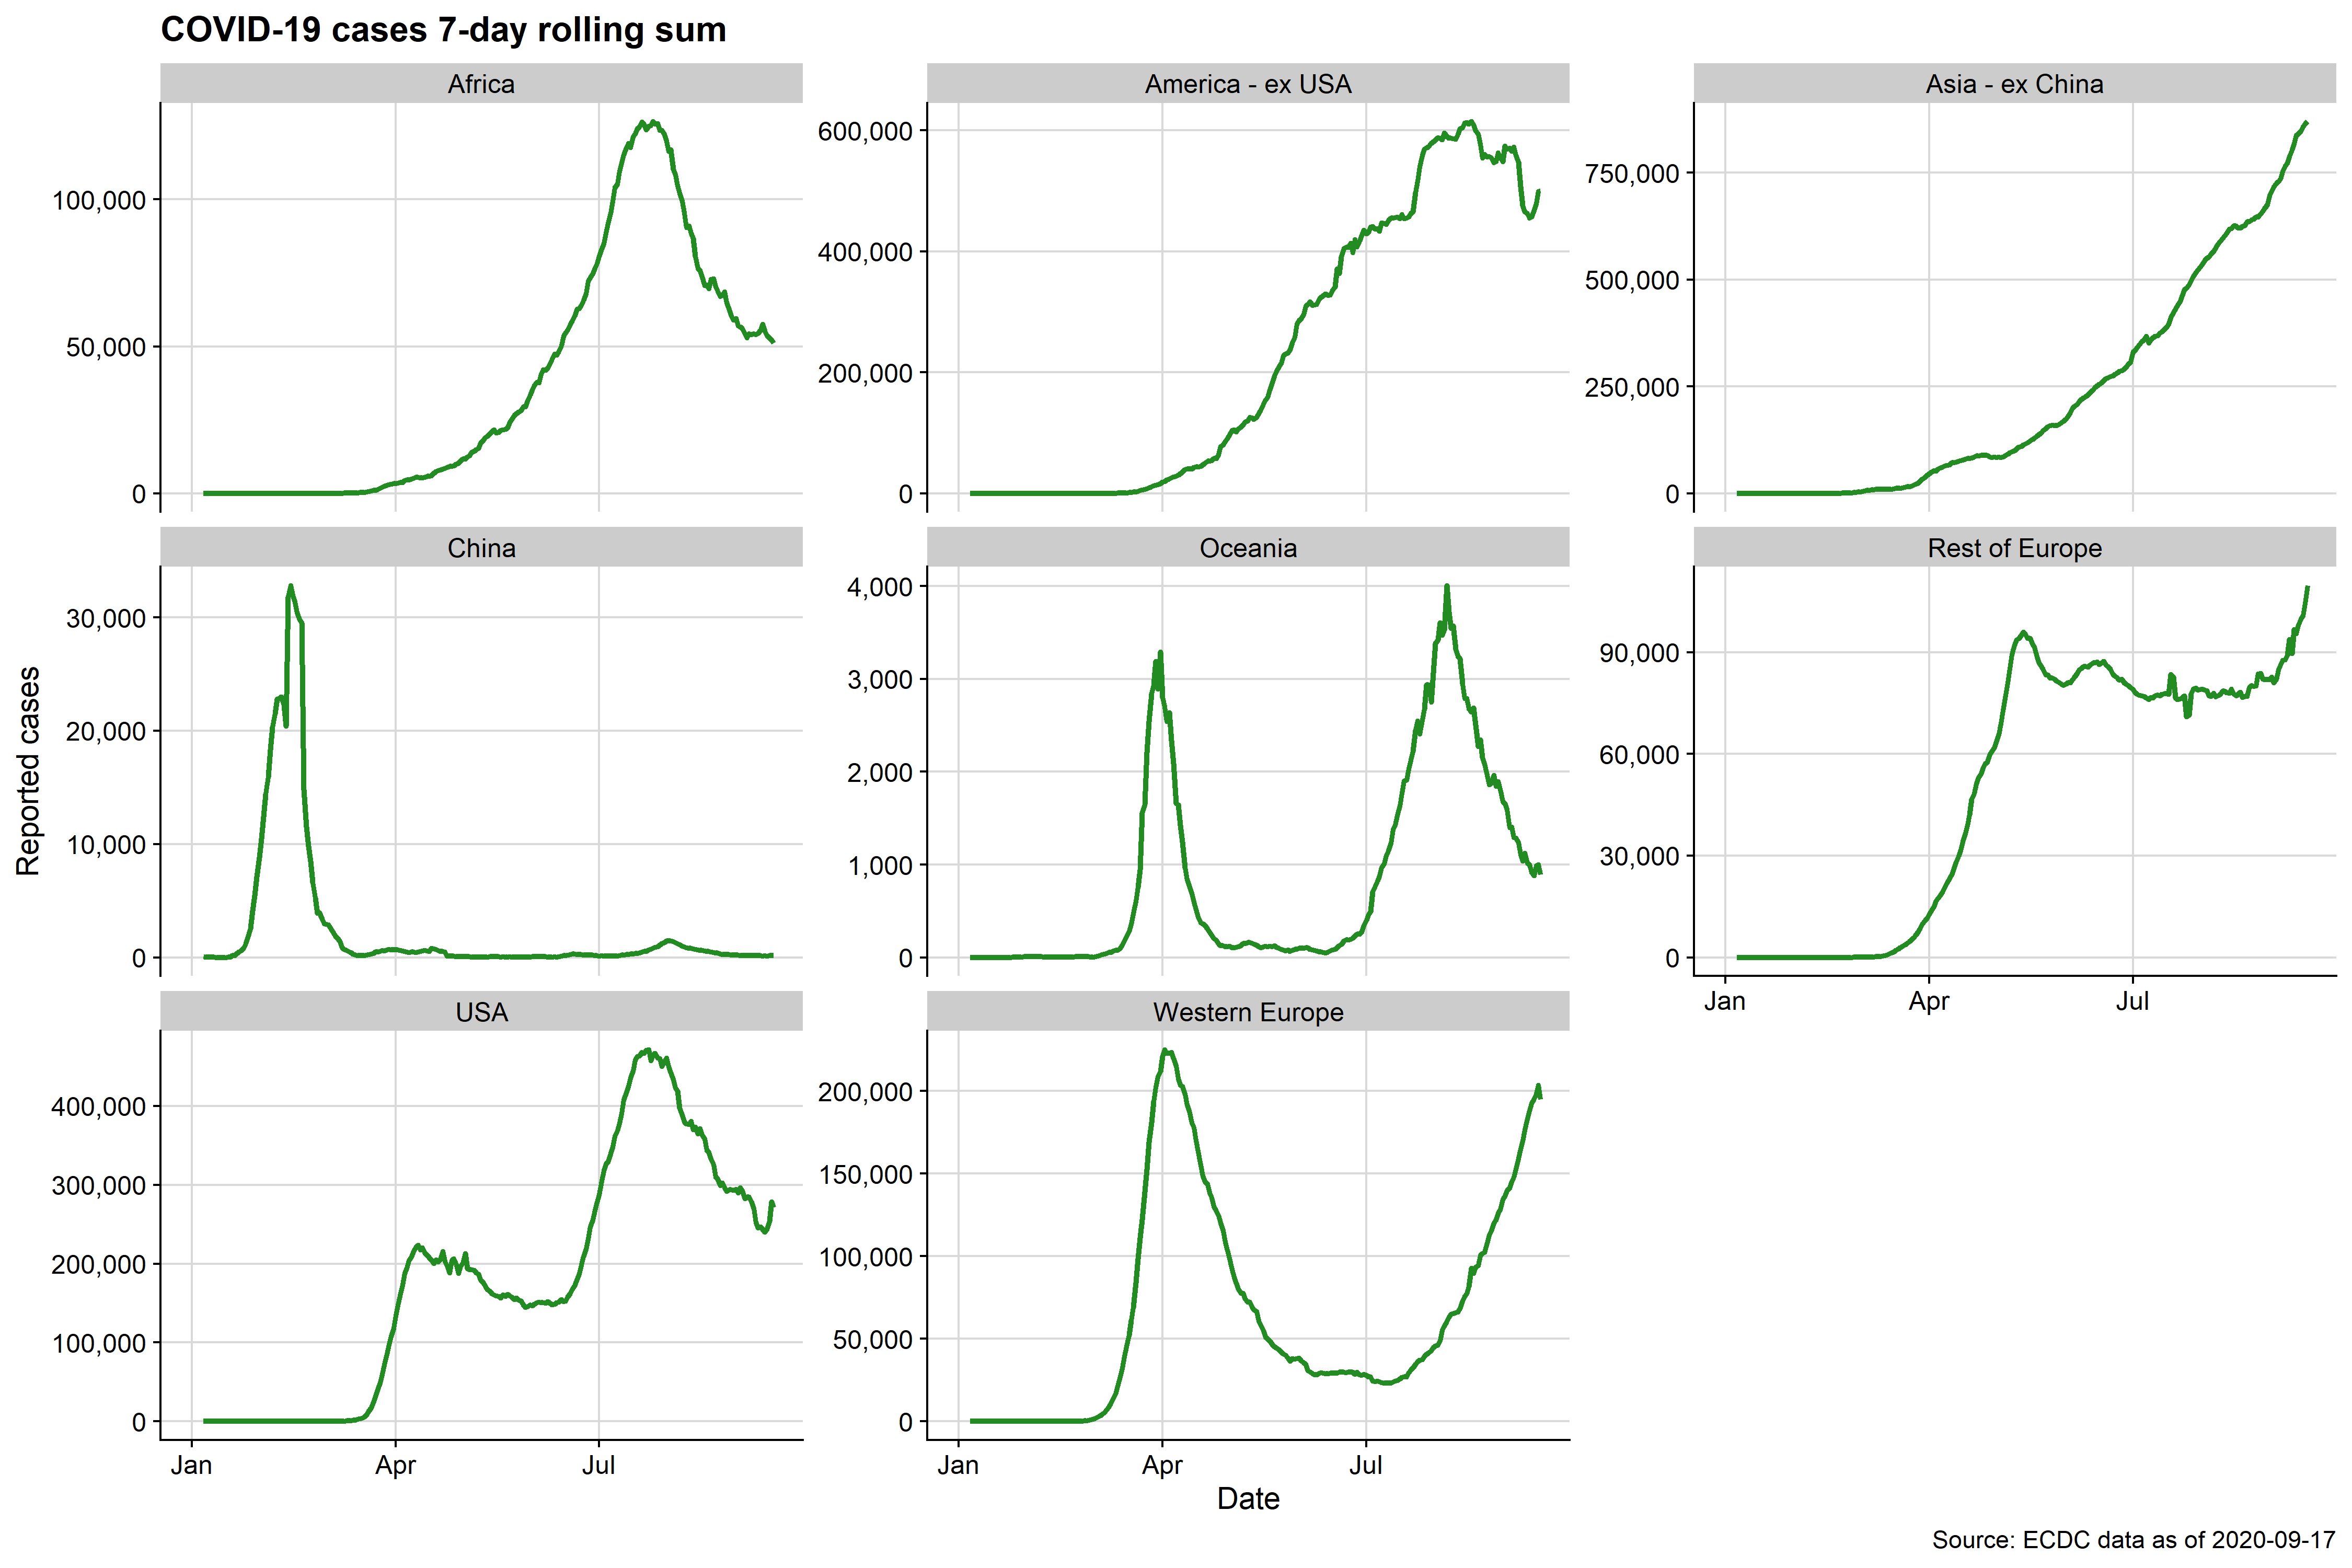 COVID-19 cases 7-day rolling sum
Africa
America - ex USA
Asia - ex China
100,000
50,000
0
600,000
400,000
200,000
0
750,000
500,000
250,000
0
China
Oceania
Rest of Europe
Reported cases
30,000
20,000
10,000
0
4,000
3,000
2,000
1,000
0
90,000
60,000
30,000
0
Jan Apr Jul
USA
Western Europe
400,000
300,000
200,000
100,000
0
200,000
150,000
100,000
50,000
0
Jan Apr Jul
Jan Apr Jul
Date
Source: ECDC data as of 2020-09-17